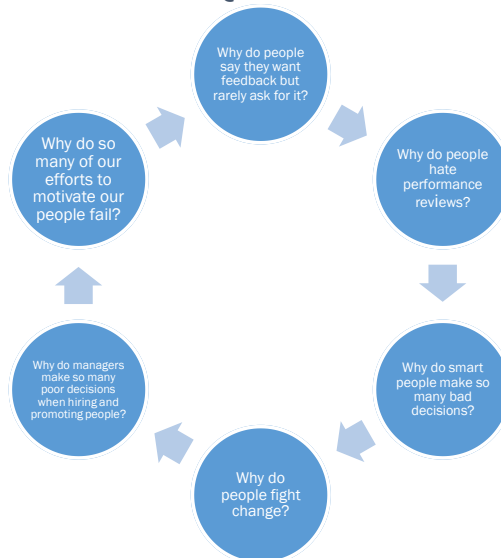 Why do people
say they want
feedback but
rarely ask for it?
Why do people
hate
performance
reviews?
Why do smart
people make so
many bad
decisions?
Why do
people fight
change?
Why do managers
make so many
poor decisions
when hiring and
promoting people?
Why do so
many of our
efforts to
motivate our
people fail?